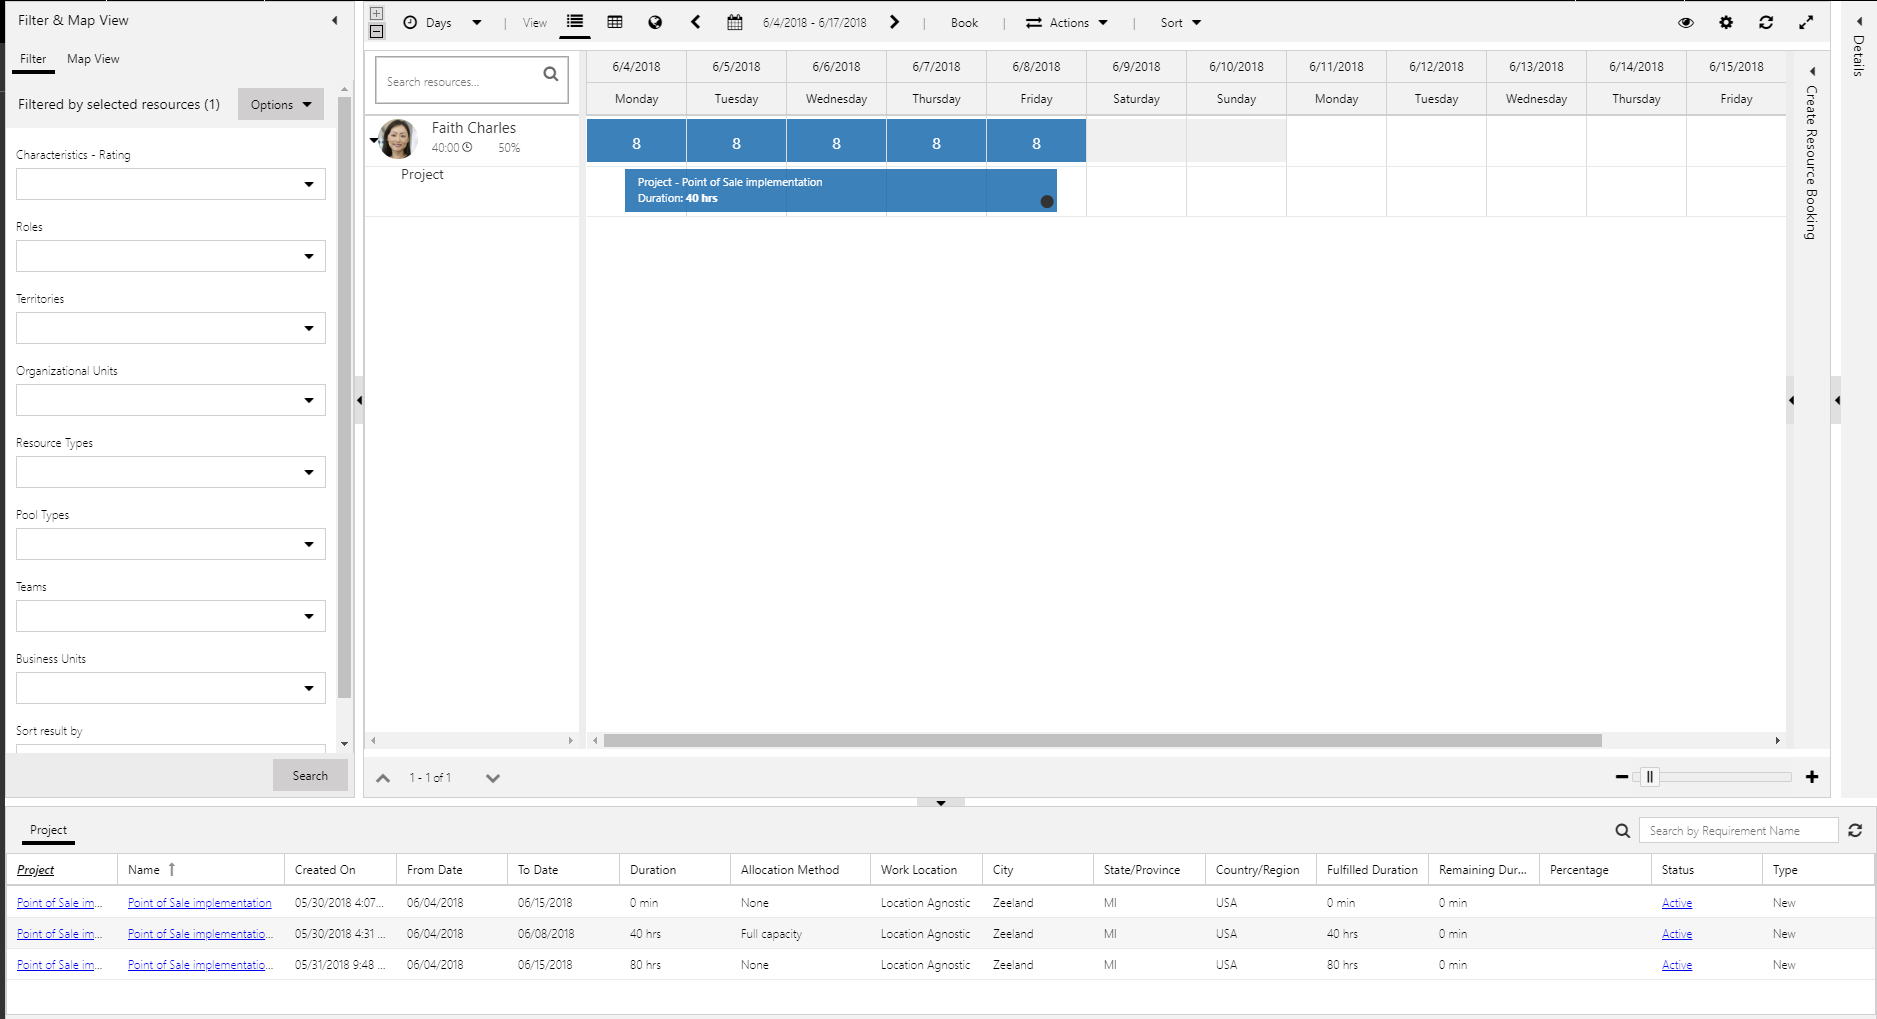 Filter & Map View
Filter Map View
Filtered by selected resources (1) Options
Characteristics - Rating
Roles
Territories
Organizational Units
Resource Types
Pool Types
Teams
Business Units
Sort result by
Search
Days | View 6/4/2018 - 6/17/2018 | Book | Actions | Sort
Search resources...
6/4/2018 6/5/2018 6/6/2018 6/7/2018 6/8/2018 6/9/2018 6/10/2018 6/11/2018 6/12/2018 6/13/2018 6/14/2018 6/15/2018
Monday Tuesday Wednesday Thursday Friday Saturday Sunday Monday Tuesday Wednesday Thursday Friday
Faith Charles
40:00 50%
8 8 8 8 8
Project
Project - Point of Sale implementation
Duration: 40 hrs
1 - 1 of 1
Create Resource Booking
Details
Project
Search by Requirement Name
Project Name Created On From Date To Date Duration Allocation Method Work Location City State/Province Country/Region Fulfilled Duration Remaining Dur... Percentage Status Type
Point of Sale im... Point of Sale implementation 05/30/2018 4:07... 06/04/2018 06/15/2018 0 min None Location Agnostic Zeeland MI USA 0 min 0 min Active New
Point of Sale im... Point of Sale implementatio... 05/30/2018 4:31 ... 06/04/2018 06/08/2018 40 hrs Full capacity Location Agnostic Zeeland MI USA 40 hrs 0 min Active New
Point of Sale im... Point of Sale implementatio... 05/31/2018 9:48 ... 06/04/2018 06/15/2018 80 hrs None Location Agnostic Zeeland MI USA 80 hrs 0 min Active New